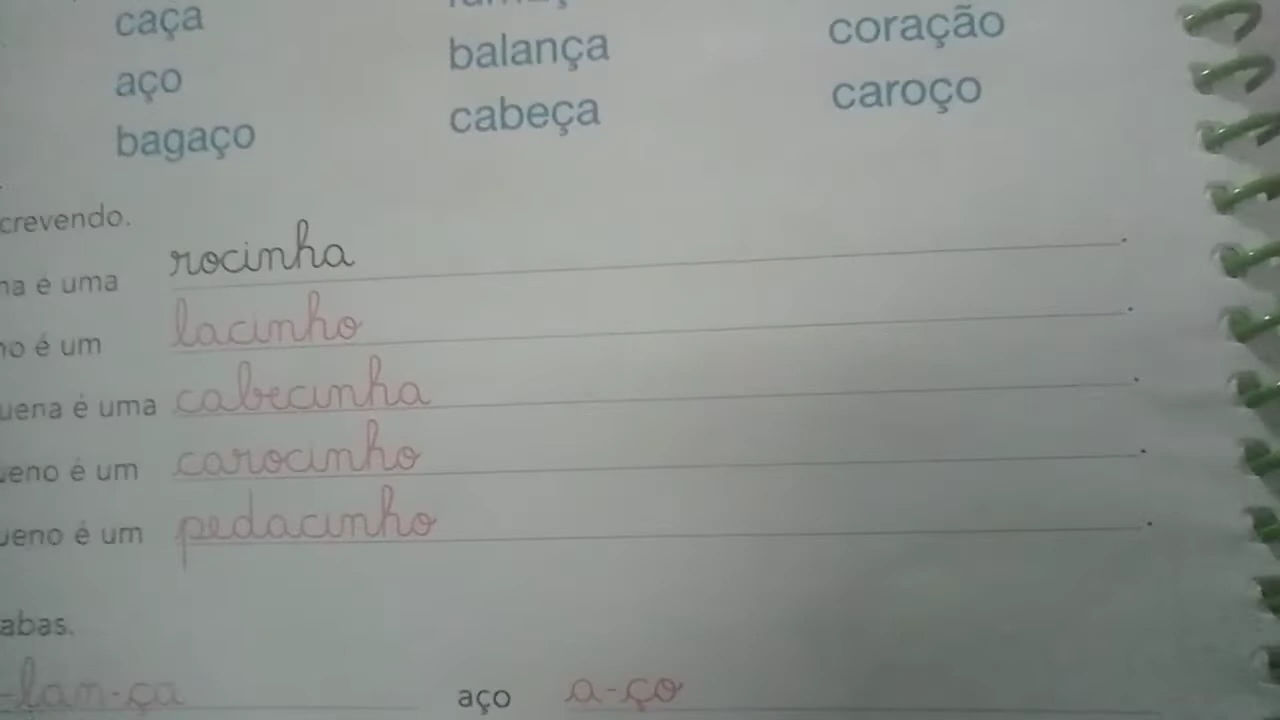 caça
balança
coração
aço
cabeça
caroço
bagaço
crevendo.
na é uma rocinha.
no é um lacinho.
uena é uma cabecinha.
ueno é um carocinho.
ueno é um pedacinho.
abas.
-lan-ça aço a-ço